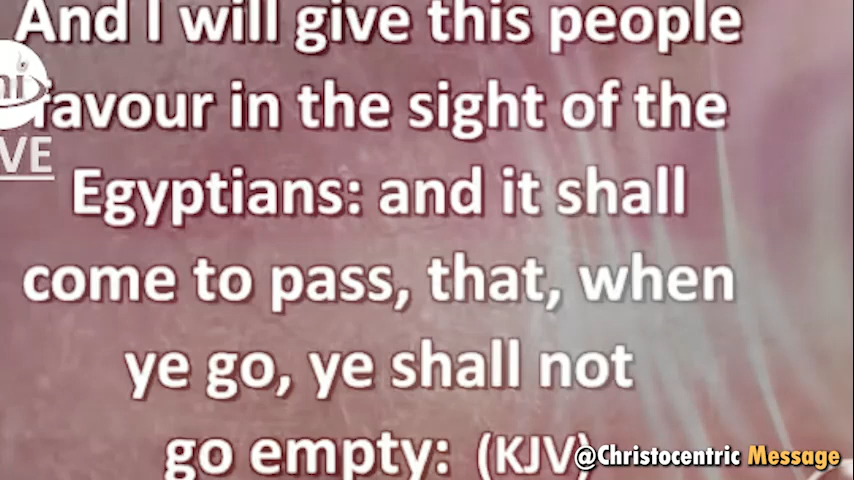 And I will give this people
favour in the sight of the
Egyptians: and it shall
come to pass, that, when
ye go, ye shall not
go empty: (KJV)
@Christocentric Message